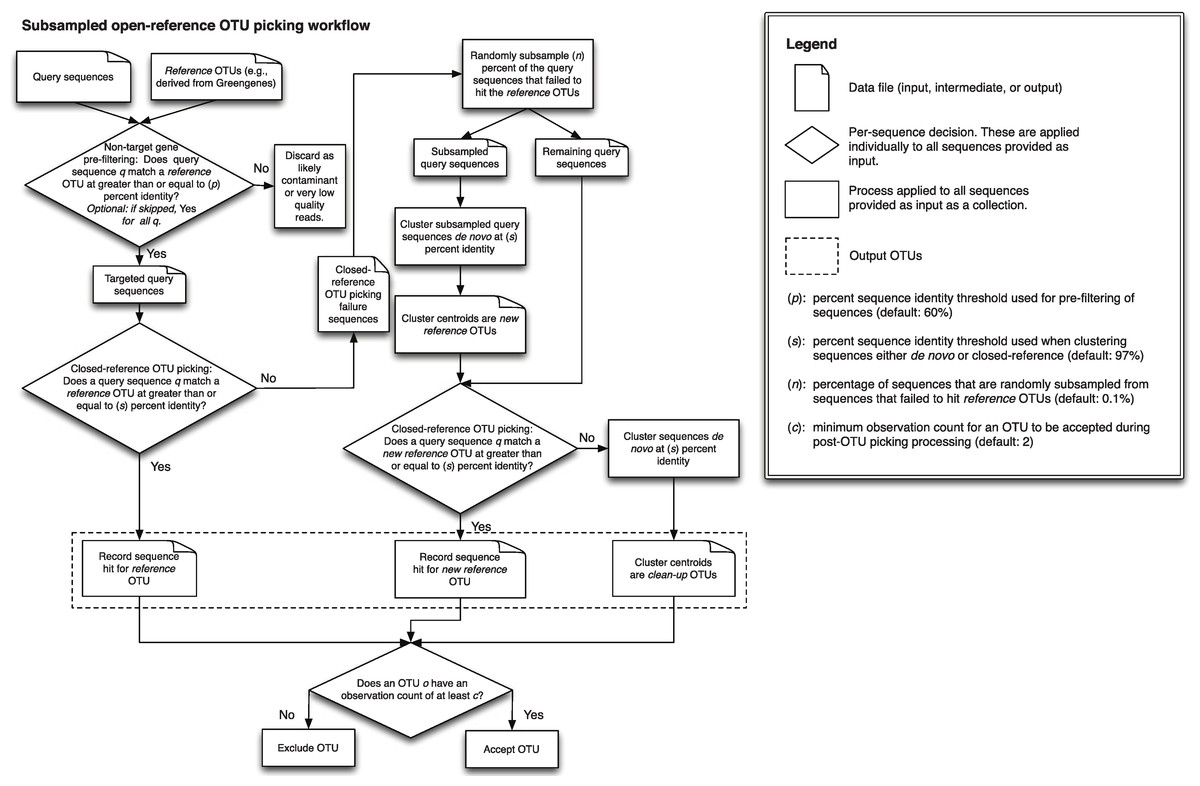 Subsampled open-reference OTU picking workflow
Query sequences
Reference OTUs (e.g.,
derived from Greengenes)
Non-target gene
pre-filtering: Does query
sequence q match a reference
OTU at greater than or equal to (p)
percent identity?
Optional: if skipped, Yes
for all q.
No
Discard as
likely
contaminant
or very low
quality
reads.
Yes
Targeted query
sequences
Closed-reference OTU picking:
Does a query sequence q match a
reference OTU at greater than or
equal to (s) percent identity?
No
Closed-
reference
OTU picking
failure
sequences
Yes
Randomly subsample (n)
percent of the query
sequences that failed to
hit the reference OTUs
Subsampled
query sequences
Remaining query
sequences
Cluster subsampled query
sequences de novo at (s)
percent identity
Cluster centroids are new
reference OTUs
Closed-reference OTU picking:
Does a query sequence q match a
new reference OTU at greater than
or equal to (s) percent identity?
No
Cluster sequences de
novo at (s) percent
identity
Yes
Record sequence
hit for reference
OTU
Record sequence
hit for new reference
OTU
Cluster centroids
are clean-up OTUs
Does an OTU o have an
observation count of at least c?
No
Yes
Exclude OTU
Accept OTU
Legend
Data file (input, intermediate, or output)
Per-sequence decision. These are applied
individually to all sequences provided as
input.
Process applied to all sequences
provided as input as a collection.
Output OTUs
(p): percent sequence identity threshold used for pre-filtering of
sequences (default: 60%)
(s): percent sequence identity threshold used when clustering
sequences either de novo or closed-reference (default: 97%)
(n): percentage of sequences that are randomly subsampled from
sequences that failed to hit reference OTUs (default: 0.1%)
(c): minimum observation count for an OTU to be accepted during
post-OTU picking processing (default: 2)